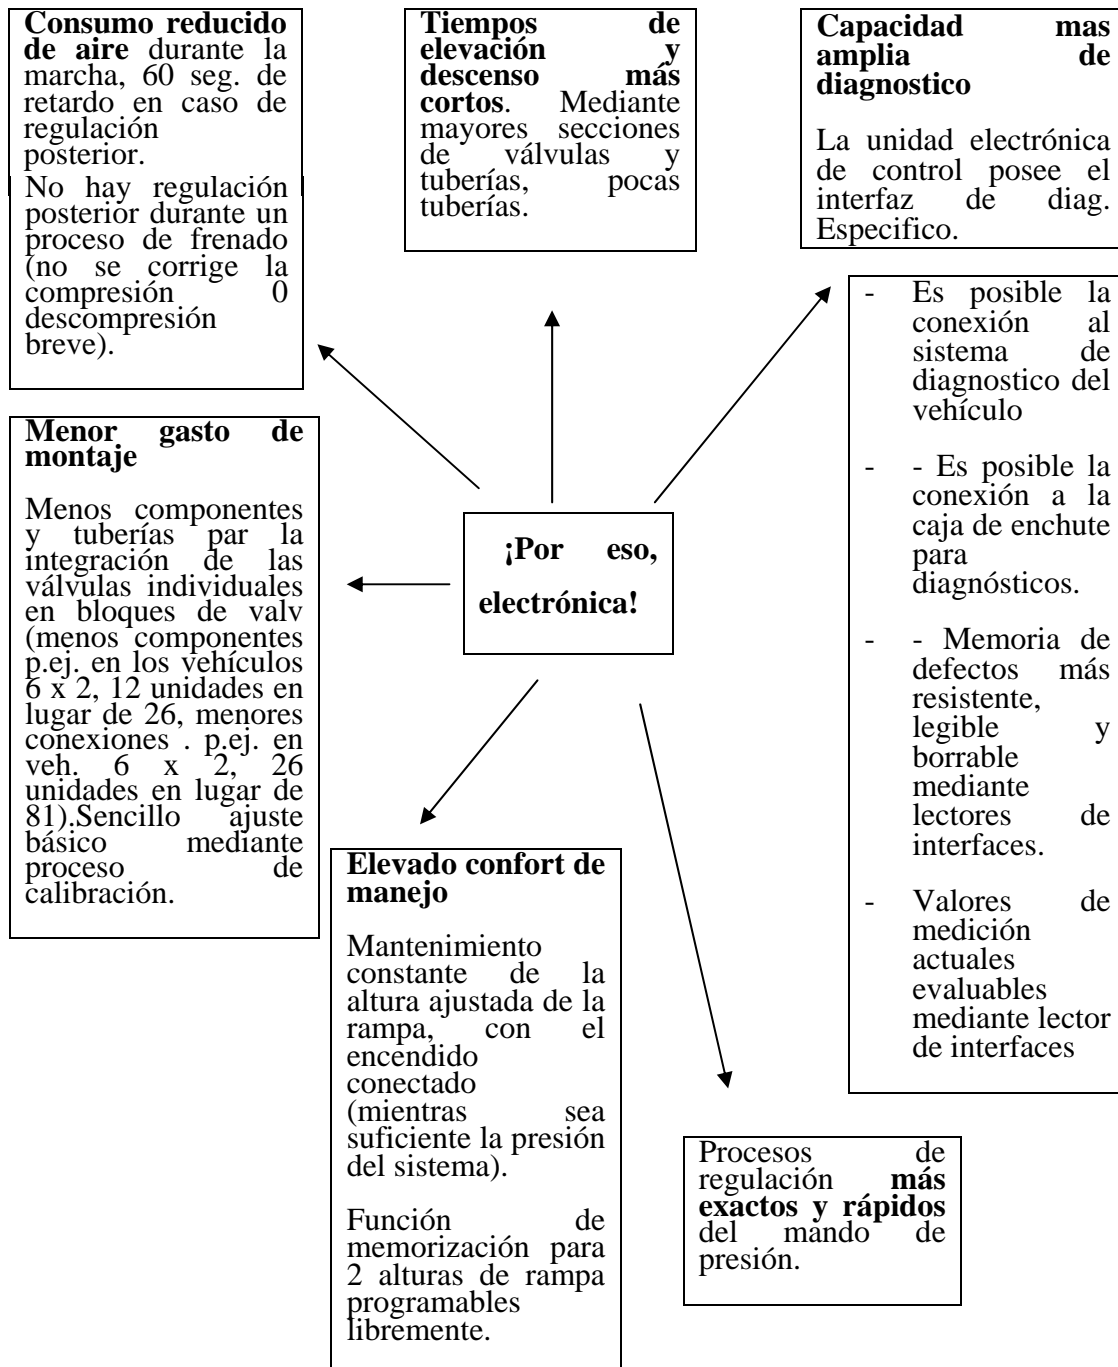 Consumo reducido
de aire durante la
marcha, 60 seg. de
retardo en caso de
regulación
posterior.
No hay regulación
posterior durante un
proceso de frenado
(no se corrige la
compresión 0
descompresión
breve).
Tiempos de
elevación y
descenso más
cortos. Mediante
mayores secciones
de válvulas y
tuberías, pocas
tuberías.
Capacidad mas
amplia de
diagnostico
La unidad electrónica
de control posee el
interfaz de diag.
Especifico.
- Es posible la
conexión al
sistema de
diagnostico del
vehículo
- - Es posible la
conexión a la
caja de enchute
para
diagnósticos.
- - Memoria de
defectos más
resistente,
legible y
borrable
mediante
lectores de
interfaces.
- Valores de
medición
actuales
evaluables
mediante lector
de interfaces
Menor gasto de
montaje
Menos componentes
y tuberías par la
integración de las
válvulas individuales
en bloques de valv
(menos componentes
p.ej. en los vehículos
6 x 2, 12 unidades en
lugar de 26, menores
conexiones . p.ej. en
veh. 6 x 2, 26
unidades en lugar de
81).Sencillo ajuste
básico mediante
proceso de
calibración.
¡Por eso,
electrónica!
Elevado confort de
manejo
Mantenimiento
constante de la
altura ajustada de la
rampa, con el
encendido
conectado
(mientras sea
suficiente la presión
del sistema).
Función de
memorización para
2 alturas de rampa
programables
libremente.
Procesos de
regulación más
exactos y rápidos
del mando de
presión.